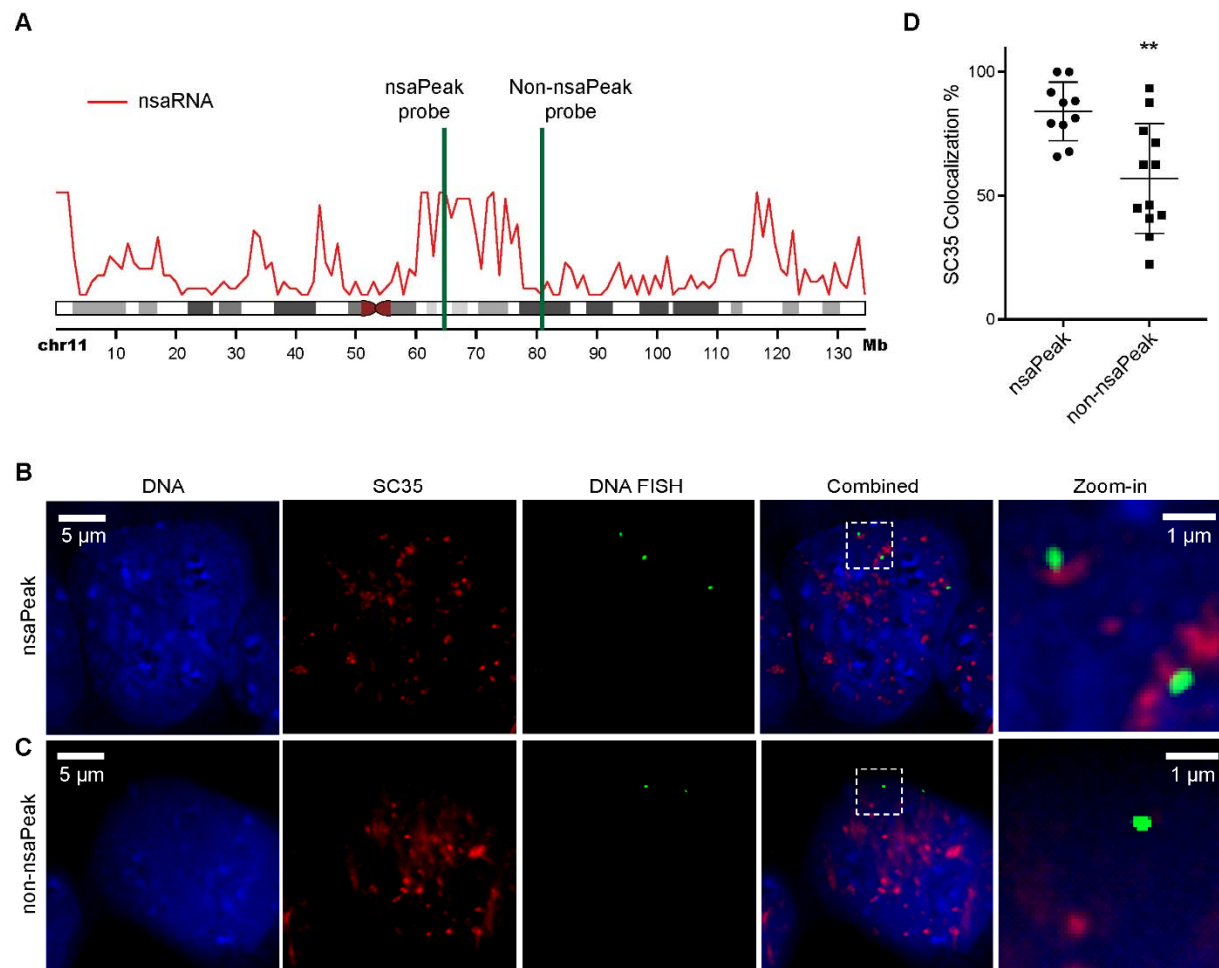 A
D
nsaRNA
nsaPeak
probe
Non-nsaPeak
probe
chr11
10 20 30 40 50 60 70 80 90 100 110 120 130
Mb
**
SC35 Colocalization %
100
50
0
nsaPeak
non-nsaPeak
B
DNA SC35 DNA FISH Combined Zoom-in
nsaPeak
5 µm
1 µm
C
non-nsaPeak
5 µm
1 µm